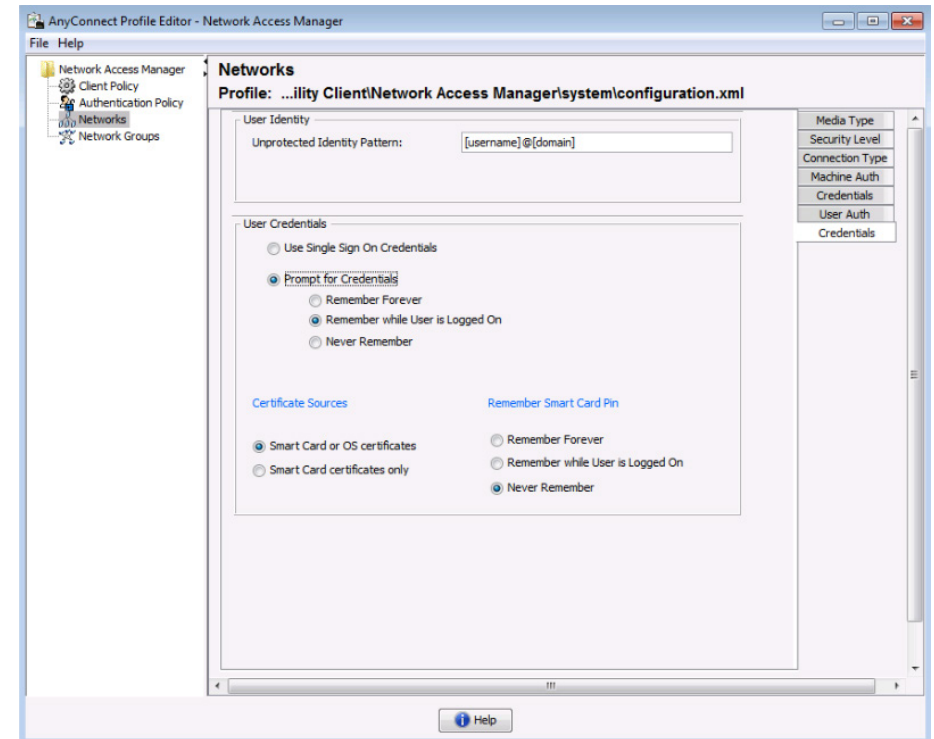 AnyConnect Profile Editor - Network Access Manager
File Help
Network Access Manager
Client Policy
Authentication Policy
Networks
Network Groups
Networks
Profile: ...ility Client\Network Access Manager\system\configuration.xml
Media Type
Security Level
Connection Type
Machine Auth
Credentials
User Auth
Credentials
User Identity
Unprotected Identity Pattern: [username]@[domain]
User Credentials
Use Single Sign On Credentials
Prompt for Credentials
Remember Forever
Remember while User is Logged On
Never Remember
Certificate Sources
Smart Card or OS certificates
Smart Card certificates only
Remember Smart Card Pin
Remember Forever
Remember while User is Logged On
Never Remember
Help